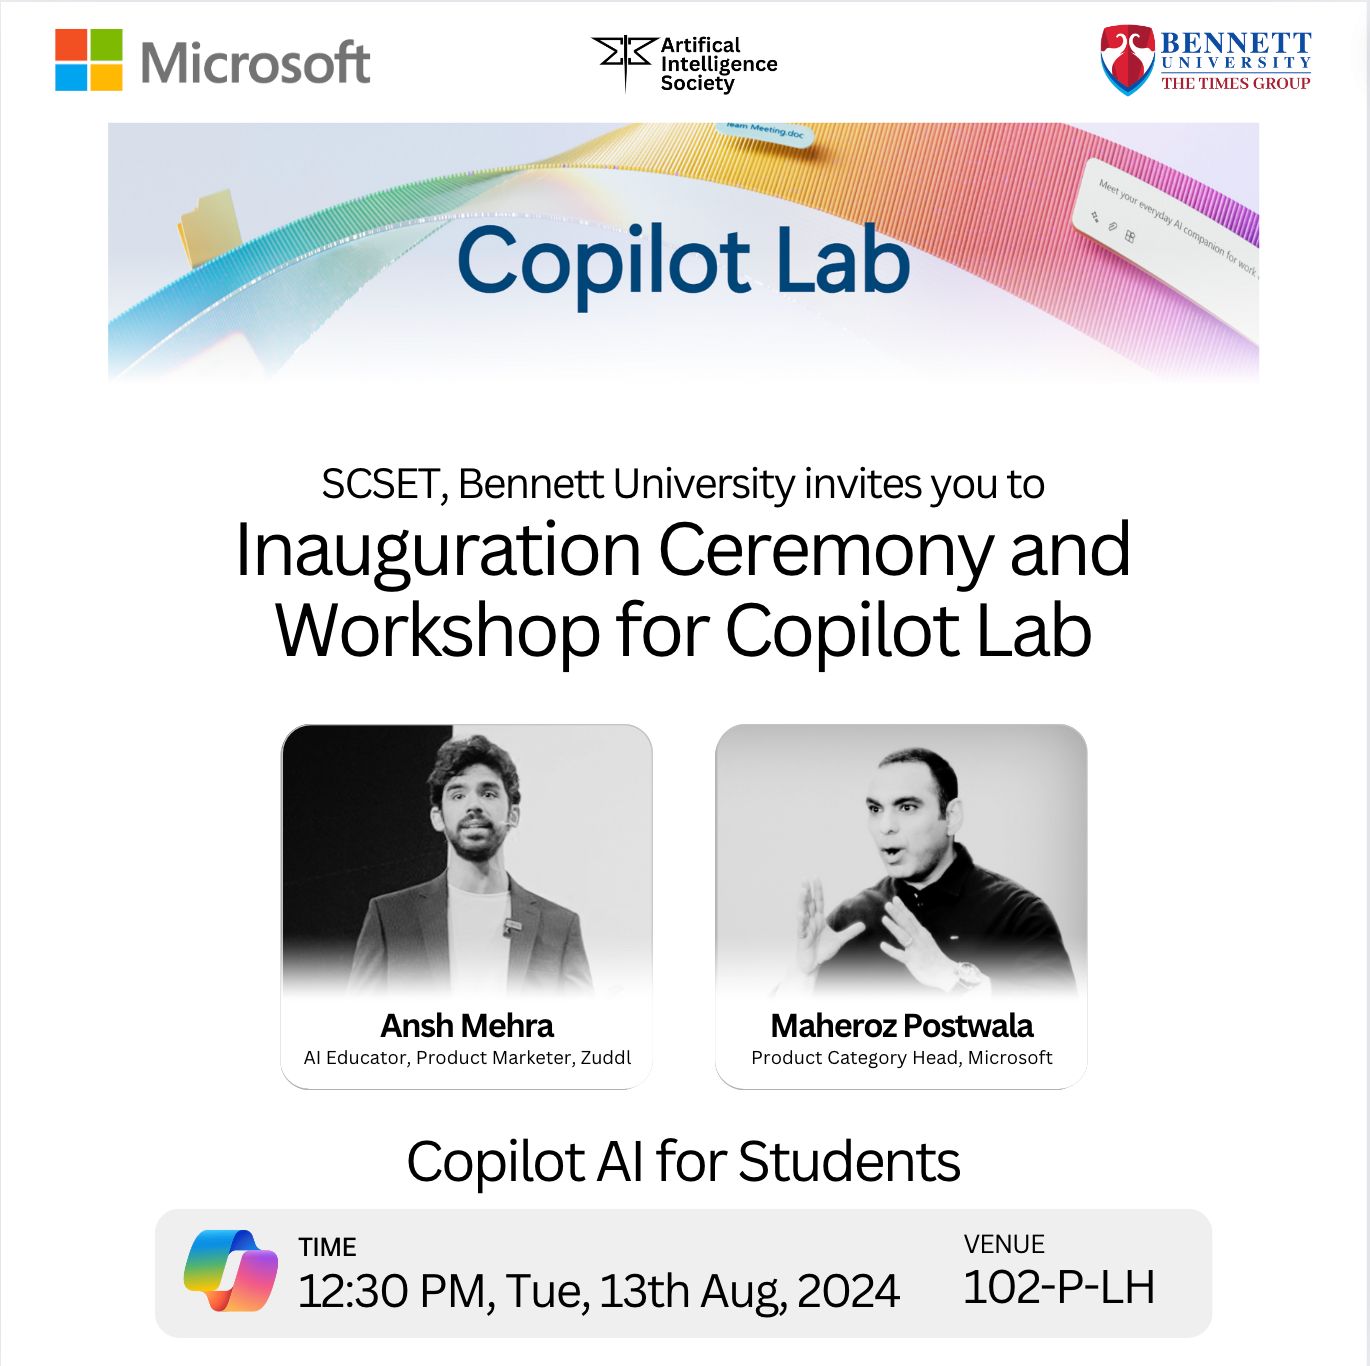 Microsoft
Artifical
Intelligence
Society
BENNETT
UNIVERSITY
THE TIMES GROUP
Team Meeting.doc
Meet your everyday AI companion for work
Copilot Lab
SCSET, Bennett University invites you to
Inauguration Ceremony and
Workshop for Copilot Lab
Ansh Mehra
AI Educator, Product Marketer, Zuddl
Maheroz Postwala
Product Category Head, Microsoft
Copilot AI for Students
TIME
12:30 PM, Tue, 13th Aug, 2024
VENUE
102-P-LH